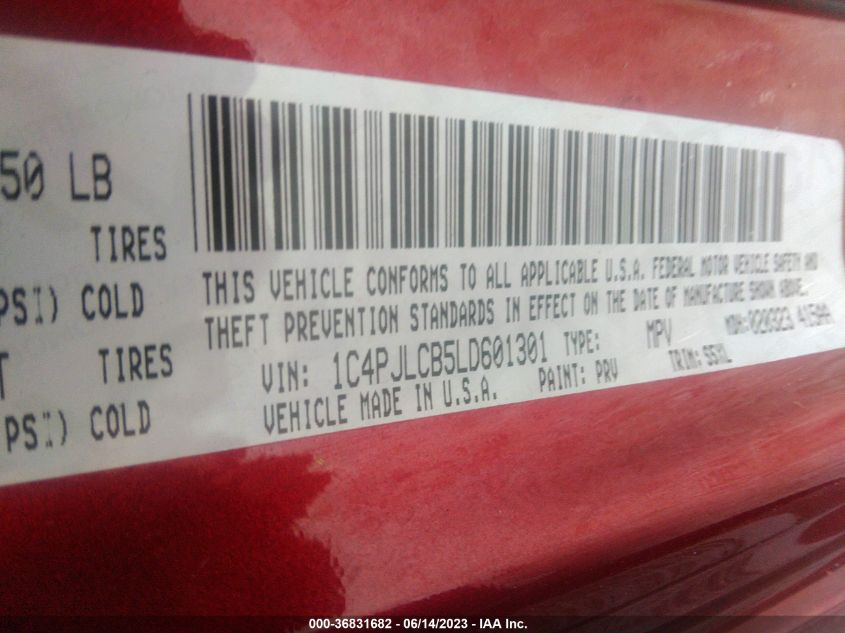 50 LB
TIRES
PSI) COLD
TIRES
PSI) COLD
THIS VEHICLE CONFORMS TO ALL APPLICABLE U.S.A. FEDERAL MOTOR VEHICLE SAFETY AND
THEFT PREVENTION STANDARDS IN EFFECT ON THE DATE OF MANUFACTURE SHOWN ABOVE.
VIN: 1C4PJLCB5LD601301 TYPE: MPV MDH:
VEHICLE MADE IN U.S.A. PAINT: PRV TRIM:
000-36831682 - 06/14/2023 - IAA Inc.